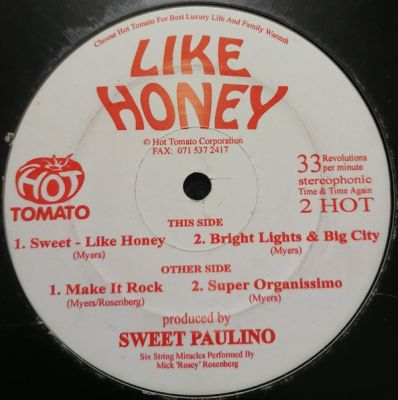 Choose Hot Tomato For Best Luxury Life And Family Warmth
LIKE
HONEY
© Hot Tomato Corporation
FAX: 071 537 2417
HOT
TOMATO
33 Revolutions
per minute
stereophonic
Time & Time Again
2 HOT
THIS SIDE
1. Sweet - Like Honey 2. Bright Lights & Big City
(Myers) (Myers)
OTHER SIDE
1. Make It Rock 2. Super Organissimo
(Myers/Rosenberg) (Myers)
produced by
SWEET PAULINO
Six String Miracles Performed By
Mick 'Rosey' Rosenberg